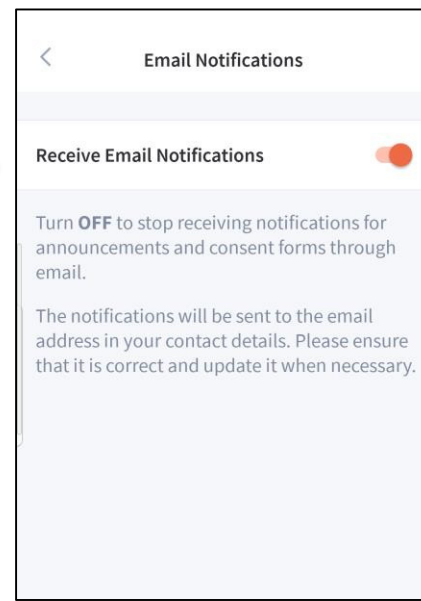 Email Notifications
Receive Email Notifications
Turn OFF to stop receiving notifications for
announcements and consent forms through
email.
The notifications will be sent to the email
address in your contact details. Please ensure
that it is correct and update it when necessary.